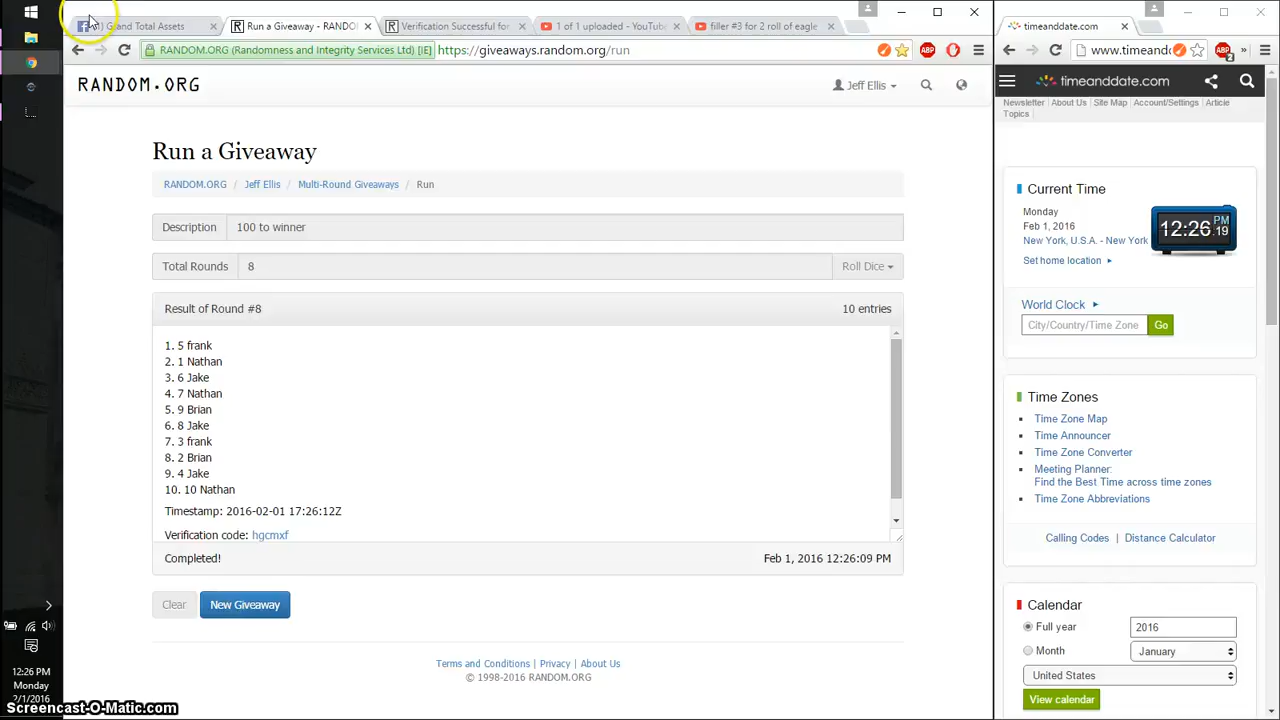 (1) Grand Total Assets
Run a Giveaway - RANDO
Verification Successful for
1 of 1 uploaded - YouTube
filler #3 for 2 roll of eagle
RANDOM.ORG (Randomness and Integrity Services Ltd) [IE]
https://giveaways.random.org/run
ABP
RANDOM.ORG
Jeff Ellis
Run a Giveaway
RANDOM.ORG / Jeff Ellis / Multi-Round Giveaways / Run
Description 100 to winner
Total Rounds 8 Roll Dice
Result of Round #8 10 entries
1. 5 frank
2. 1 Nathan
3. 6 Jake
4. 7 Nathan
5. 9 Brian
6. 8 Jake
7. 3 frank
8. 2 Brian
9. 4 Jake
10. 10 Nathan
Timestamp: 2016-02-01 17:26:12Z
Verification code: hgcmxf
Completed! Feb 1, 2016 12:26:09 PM
Clear New Giveaway
Terms and Conditions | Privacy | About Us
© 1998-2016 RANDOM.ORG
12:26 PM
Monday
2/1/2016
Screencast-O-Matic.com
timeanddate.com
www.timeandd
ABP 2
timeanddate.com
Newsletter | About Us | Site Map | Account/Settings | Article
Topics
Current Time
Monday
Feb 1, 2016
New York, U.S.A. - New York
Set home location
12:26 PM 19
World Clock
City/Country/Time Zone Go
Time Zones
Time Zone Map
Time Announcer
Time Zone Converter
Meeting Planner:
Find the Best Time across time zones
Time Zone Abbreviations
Calling Codes | Distance Calculator
Calendar
Full year 2016
Month January
United States
View calendar